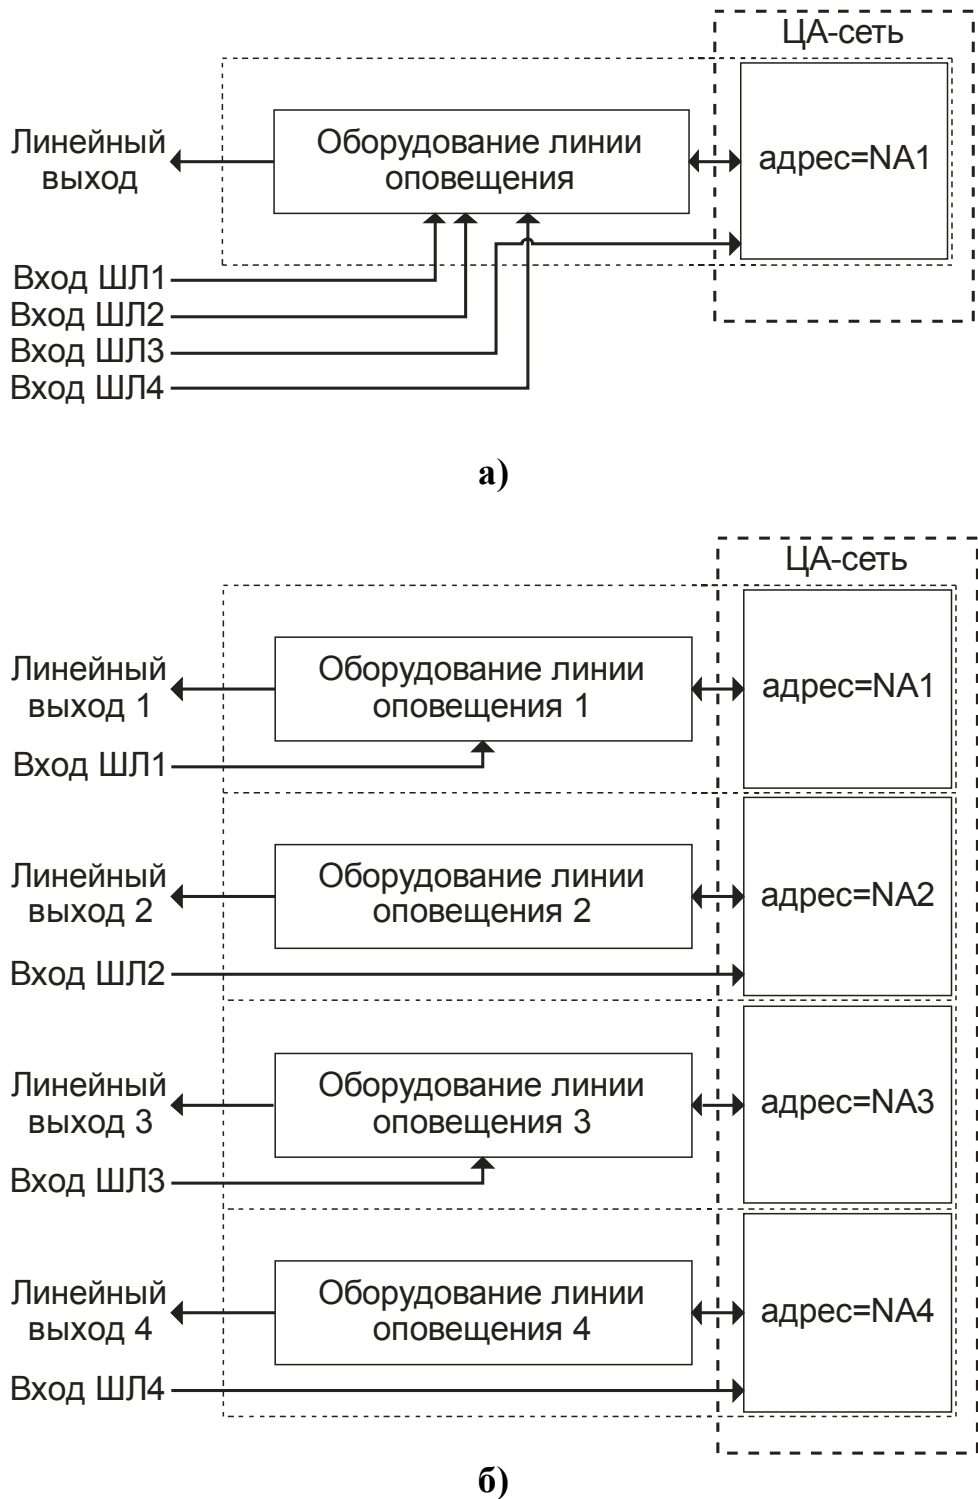 ЦА-сеть
Линейный
выход
Оборудование линии
оповещения
адрес=NA1
Вход ШЛ1
Вход ШЛ2
Вход ШЛ3
Вход ШЛ4
а)
ЦА-сеть
Линейный
выход 1
Оборудование линии
оповещения 1
адрес=NA1
Вход ШЛ1
Линейный
выход 2
Оборудование линии
оповещения 2
адрес=NA2
Вход ШЛ2
Линейный
выход 3
Оборудование линии
оповещения 3
адрес=NA3
Вход ШЛ3
Линейный
выход 4
Оборудование линии
оповещения 4
адрес=NA4
Вход ШЛ4
б)